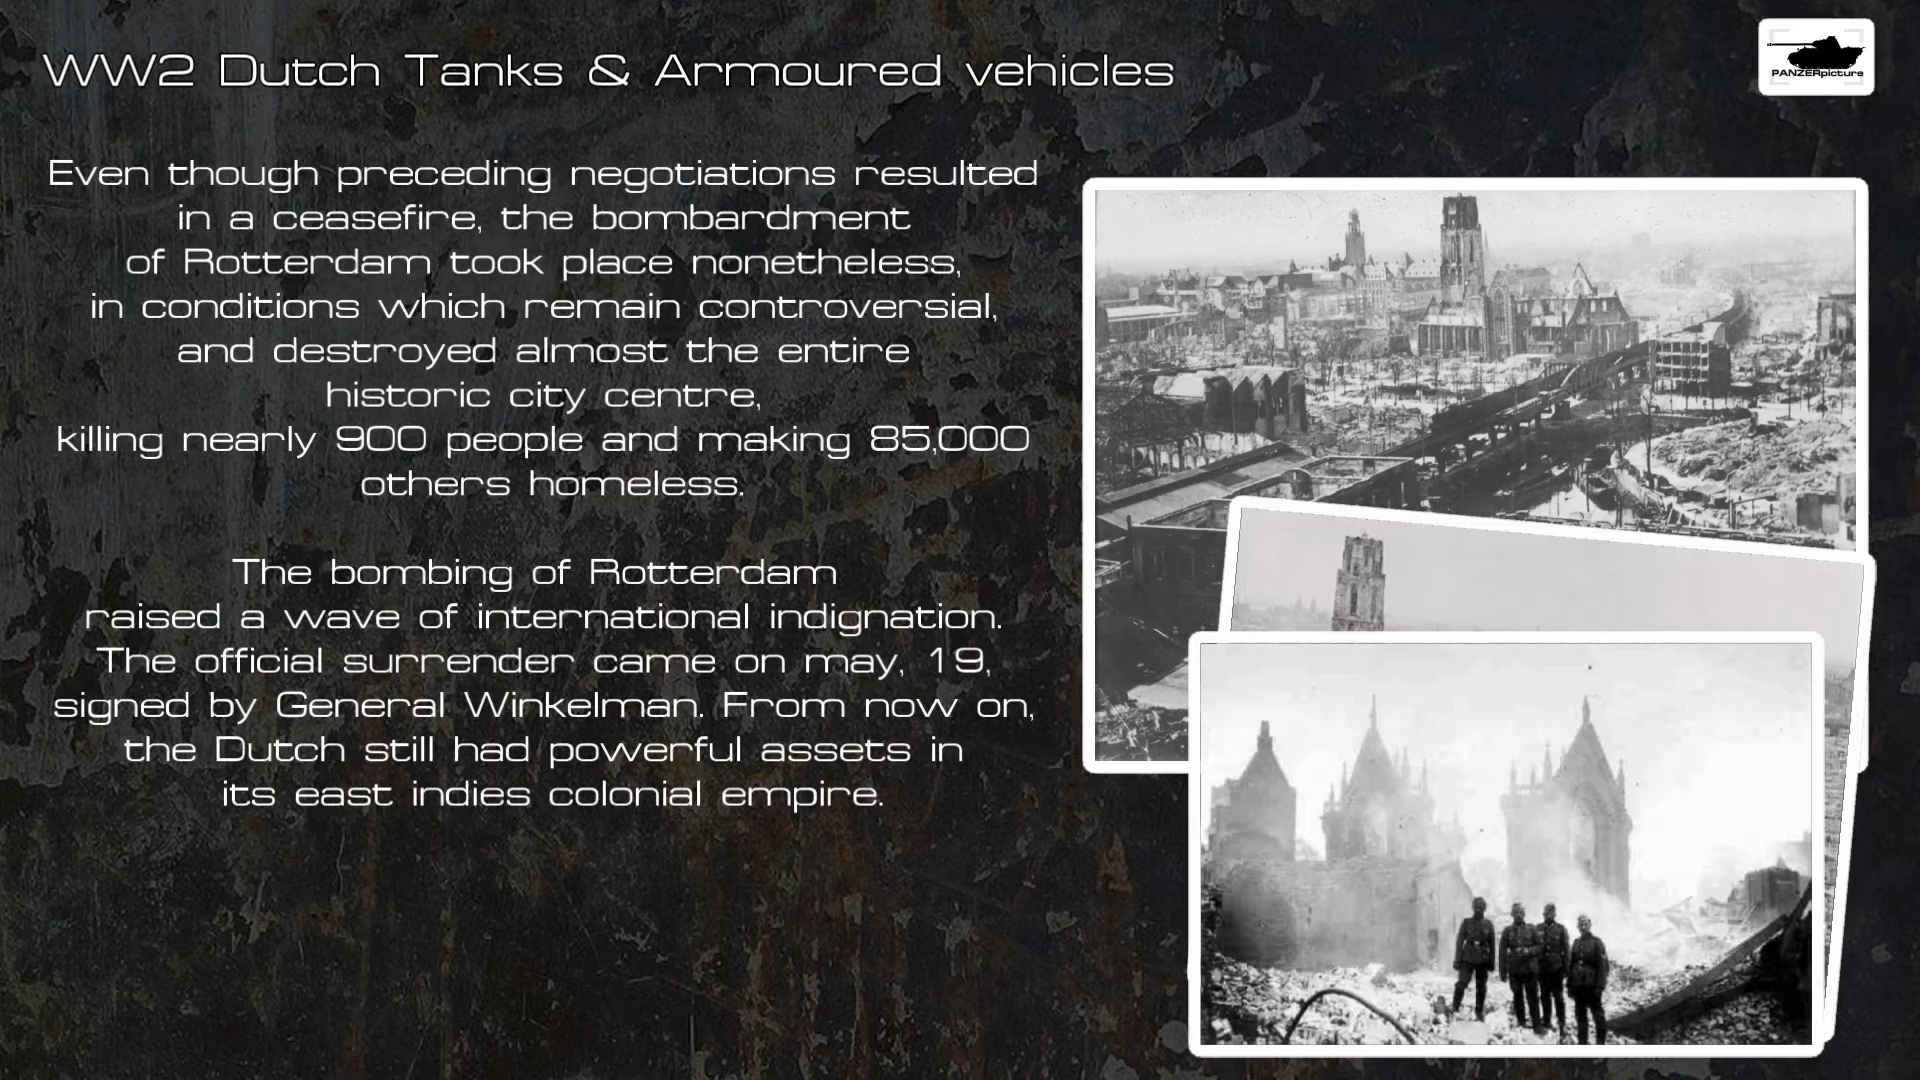 WW2 Dutch Tanks & Armoured vehicles
PANZERpicture
Even though preceding negotiations resulted
in a ceasefire, the bombardment
of Rotterdam took place nonetheless,
in conditions which remain controversial,
and destroyed almost the entire
historic city centre,
killing nearly 900 people and making 85,000
others homeless.
The bombing of Rotterdam
raised a wave of international indignation.
The official surrender came on may, 19,
signed by General Winkelman. From now on,
the Dutch still had powerful assets in
its east indies colonial empire.